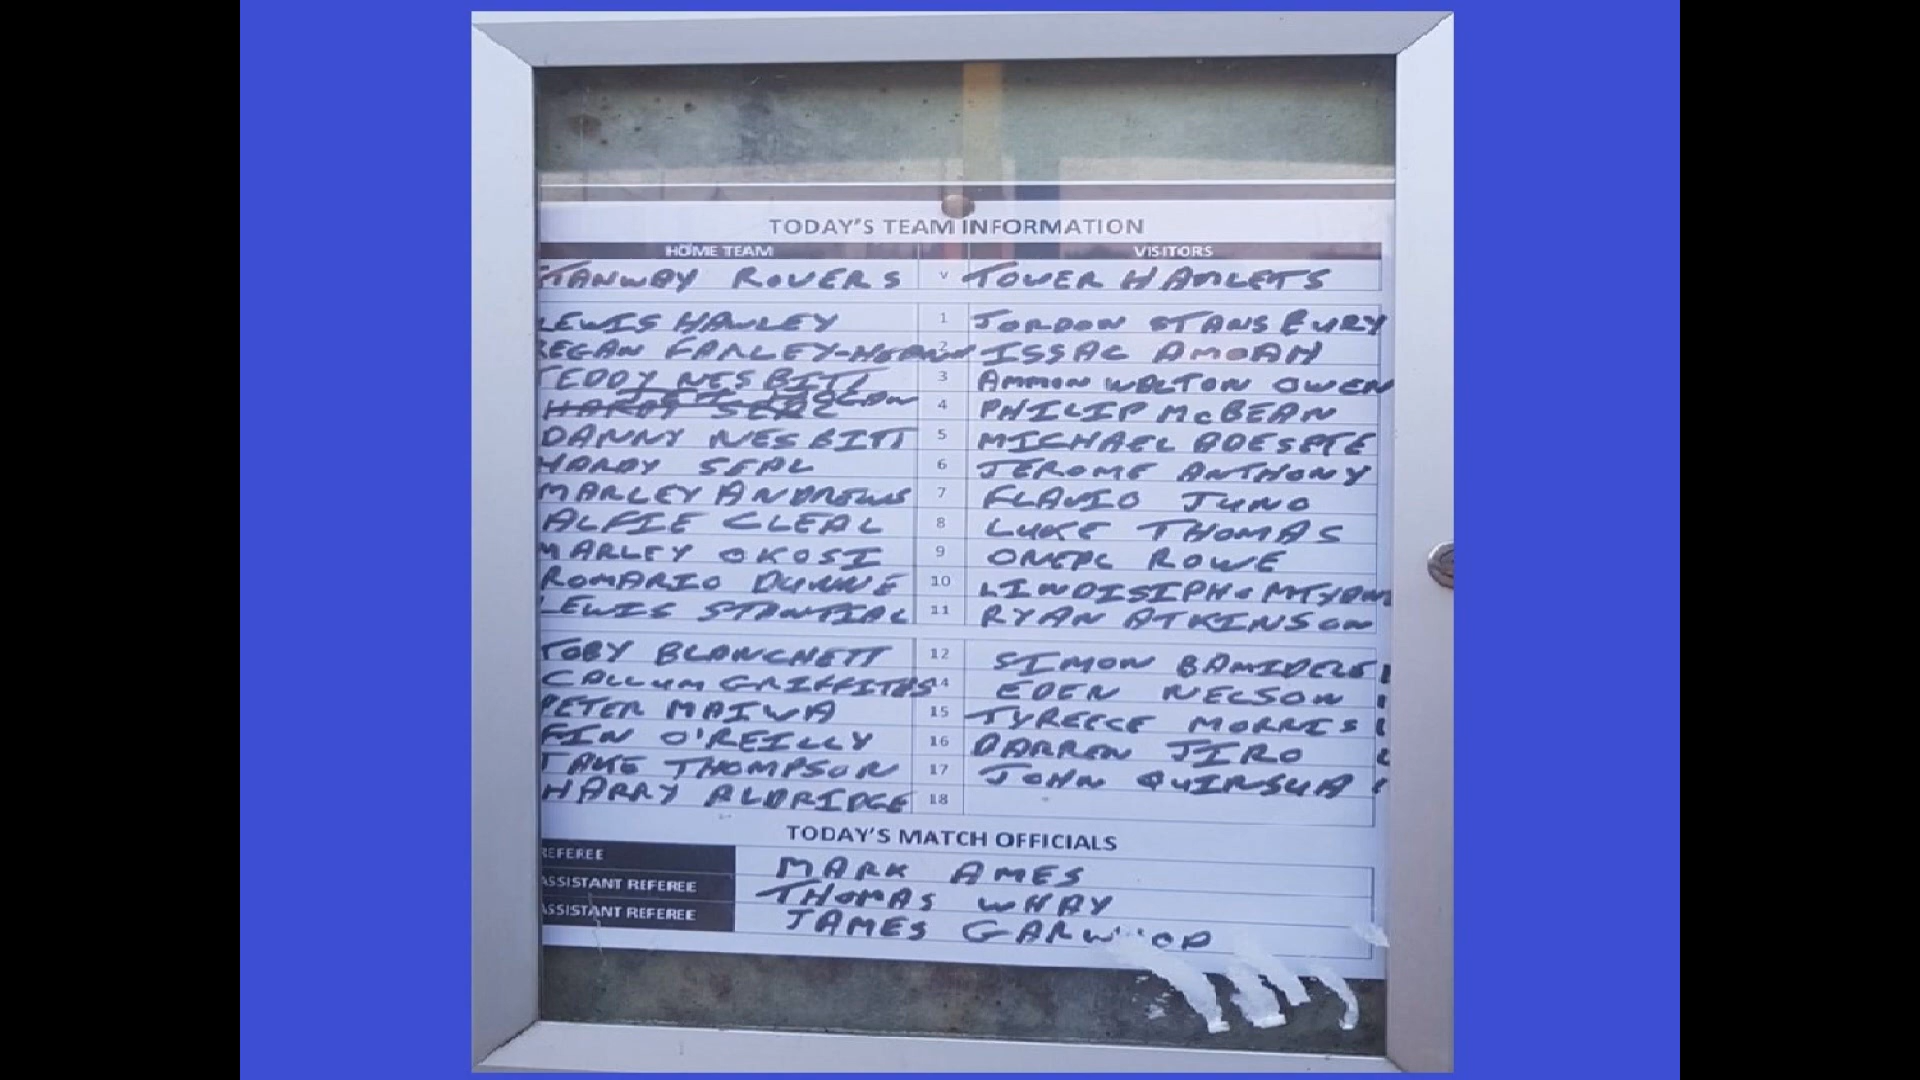 TODAY'S TEAM INFORMATION
HOME TEAM VISITORS
STANWAY ROVERS V TOWER HAMLETS
LEWIS HAWLEY 1 JORDON STANSBURY
REGAN FARLEY- 2 ISSAC AMOAH
TEDDY NESBITT 3 AMMON WALTON OWEN
HARDY SEAL 4 PHILIP McBEAN
DANNY NESBITT 5 MICHAEL
HARDY SEAL 6 JEROME ANTHONY
MARLEY ANDREWS 7 FLAVIO JUNO
ALFIE CLEAL 8 LUKE THOMAS
MARLEY OKOSI 9 ONEAL ROWE
ROMARIO DUNNE 10
LEWIS STANTIAL 11 RYAN ATKINSON
TOBY BLANCHETT 12 SIMON BAMIDELE
CALLUM GRIFFITHS 14 EDEN NELSON
PETER MAIWA 15 TYREECE MORRIS
FIN O'REILLY 16 DARREN JIRO
JAKE THOMPSON 17 JOHN
HARRY ALDRIDGE 18
TODAY'S MATCH OFFICIALS
REFEREE MARK AMES
ASSISTANT REFEREE THOMAS WHAY
ASSISTANT REFEREE JAMES GARWOOD